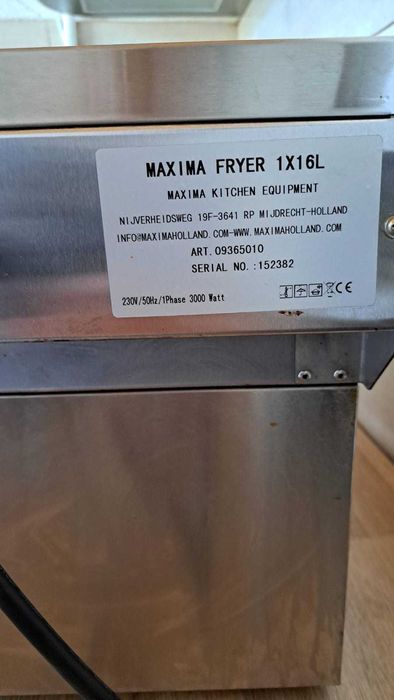 MAXIMA FRYER 1X16L
MAXIMA KITCHEN EQUIPMENT
NIJVERHEIDSWEG 19F-3641 RP MIJDRECHT-HOLLAND
INFO@MAXIMAHOLLAND.COM-WWW.MAXIMAHOLLAND.COM
ART.09365010
SERIAL NO.:152382
230V/50Hz/1Phase 3000 Watt
CE